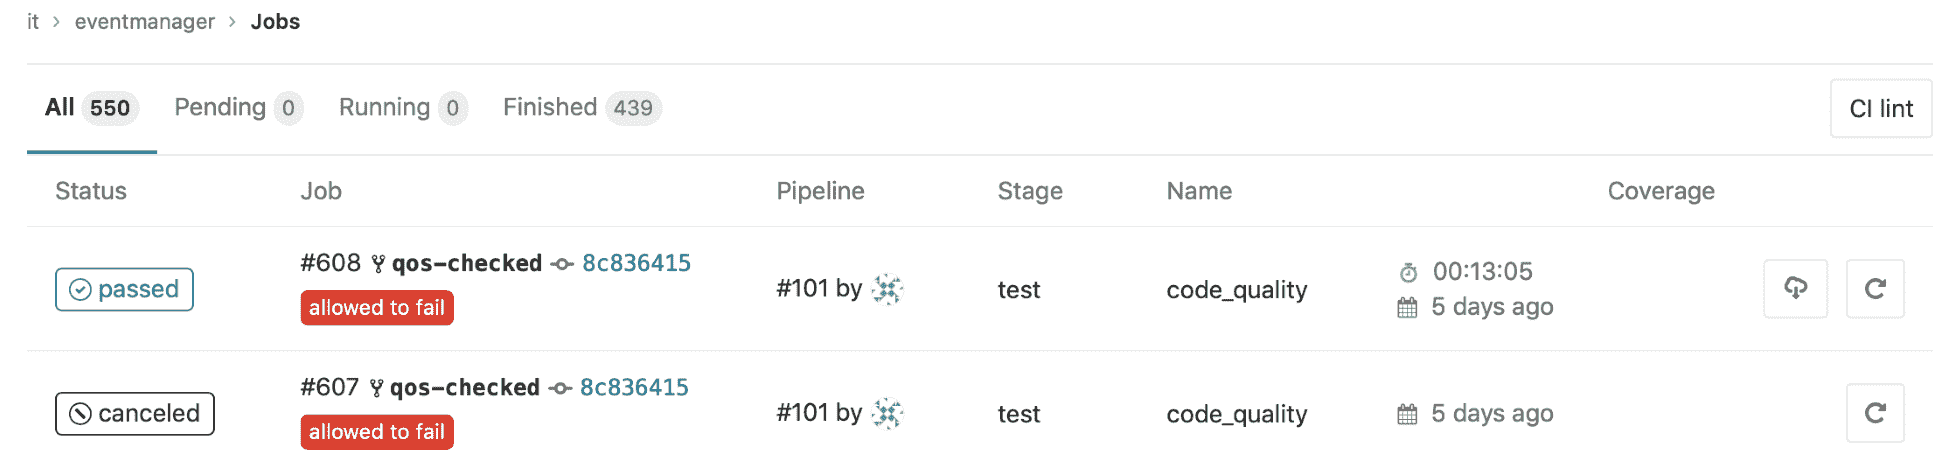 it > eventmanager > Jobs
All 550 Pending 0 Running 0 Finished 439 CI lint
Status Job Pipeline Stage Name Coverage
#608 qos-checked 8c836415
passed allowed to fail #101 by test code_quality 00:13:05
5 days ago
#607 qos-checked 8c836415
canceled allowed to fail #101 by test code_quality 5 days ago